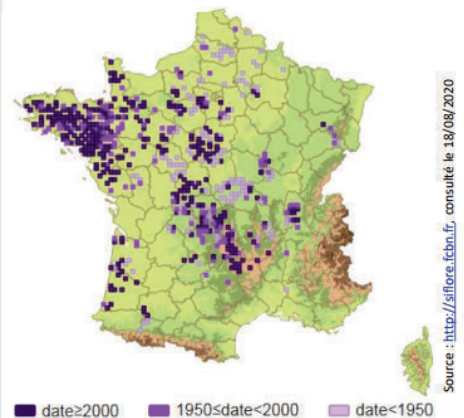 Source : http://siflore.fcbn.fr, consulté le 18/08/2020
date≥2000 1950≤date<2000 date<1950